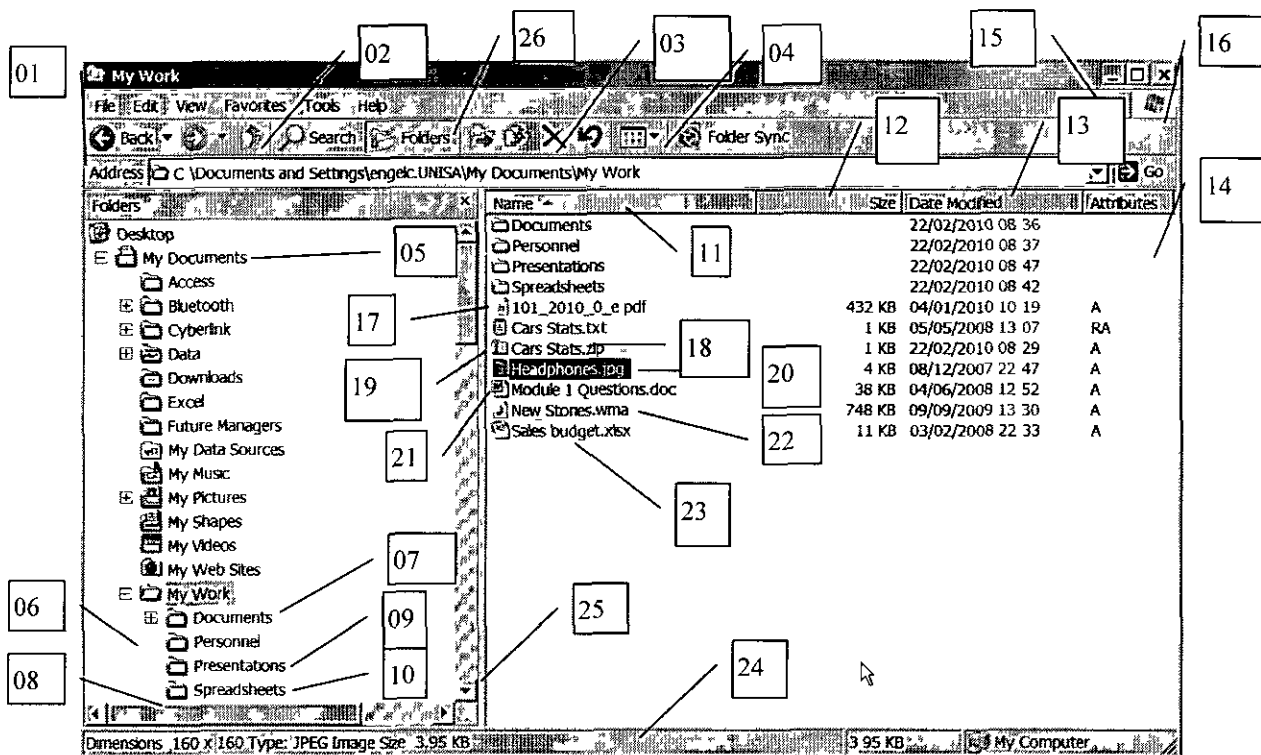 02
26
03
04
15
16
01
My Work
File Edit View Favorites Tools Help
12
13
Back Search Folders Folder Sync
Address C \Documents and Settings\engelc.UNISA\My Documents\My Work Go
14
Folders
Name Size Date Modified Attributes
Desktop
Documents 22/02/2010 08 36
My Documents
05
Personnel 22/02/2010 08 37
11
Access
Presentations 22/02/2010 08 47
Spreadsheets 22/02/2010 08 42
Bluetooth
17
101_2010_0_e pdf 432 KB 04/01/2010 10 19 A
Cyberlink
Cars Stats.txt 1 KB 05/05/2008 13 07 RA
18
Data
Cars Stats.zip 1 KB 22/02/2010 08 29 A
Downloads
19
Headphones.jpg 4 KB 08/12/2007 22 47 A
20
Excel
Module 1 Questions.doc 38 KB 04/06/2008 12 52 A
Future Managers
New_Stones.wma 748 KB 09/09/2009 13 30 A
22
My Data Sources
21
Sales budget.xlsx 11 KB 03/02/2008 22 33 A
My Music
My Pictures
23
My Shapes
My Videos
07
My Web Sites
06
My Work
25
Documents
09
Personnel
Presentations
24
08
10
Spreadsheets
Dimensions 160 x 160 Type: JPEG Image Size 3.95 KB 3 95 KB My Computer